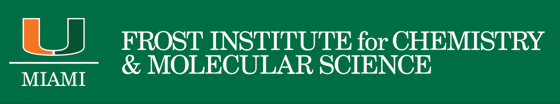 MIAMI
FROST INSTITUTE for CHEMISTRY
& MOLECULAR SCIENCE